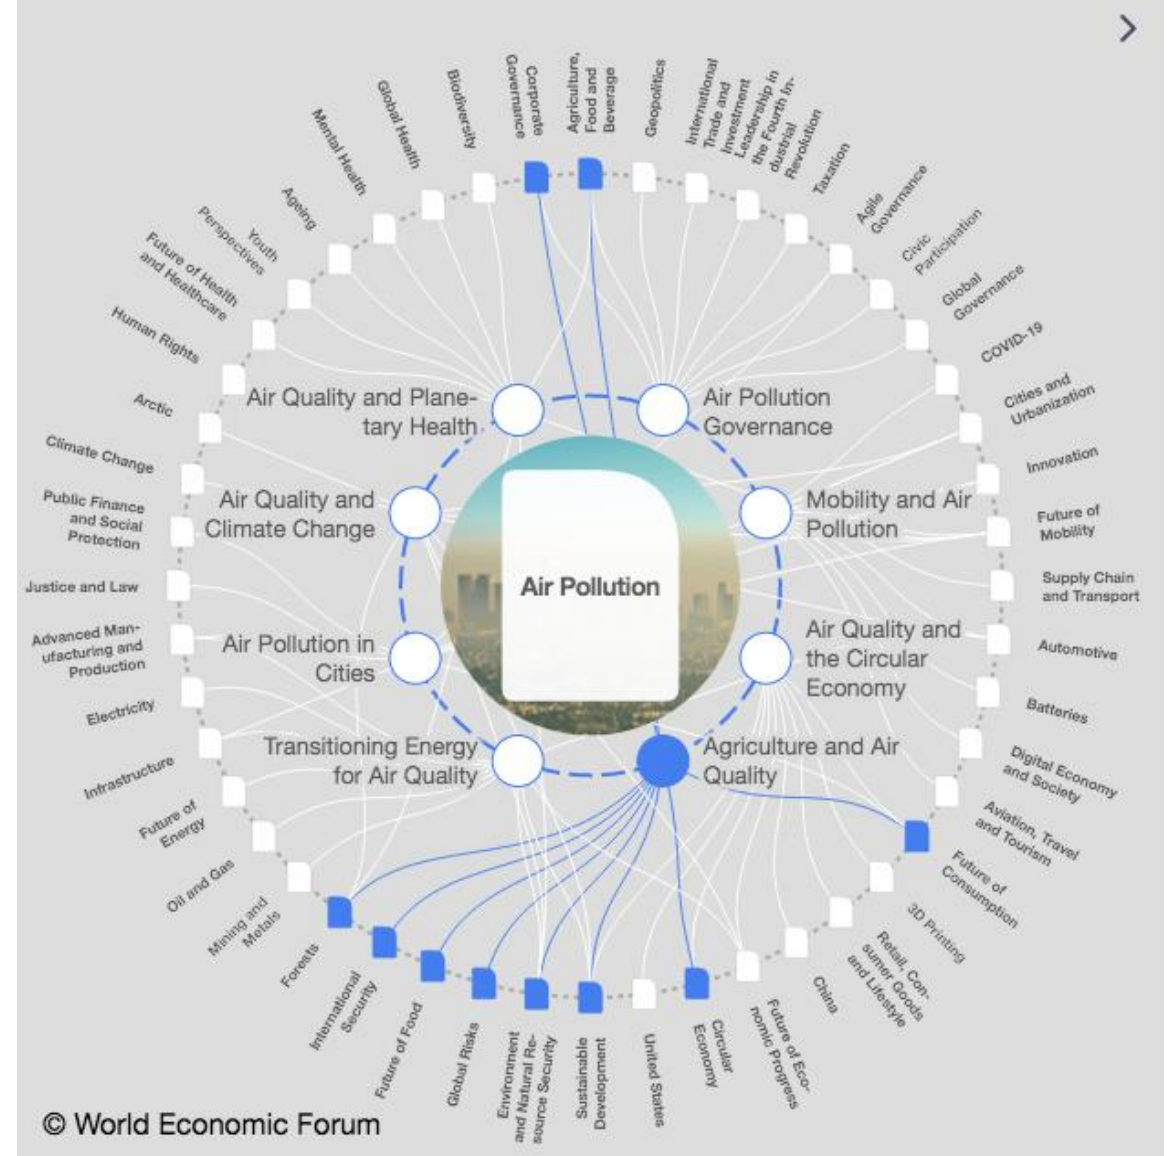 Corporate
Governance
Agriculture,
Food and
Beverage
Geopolitics
International
Trade and
Investment
Leadership in
the Fourth In-
dustrial
Revolution
Taxation
Agile
Governance
Civic
Participation
Global
Governance
COVID-19
Cities and
Urbanization
Innovation
Future of
Mobility
Supply Chain
and Transport
Automotive
Batteries
Digital Economy
and Society
Aviation, Travel
and Tourism
Future of
Consumption
3D Printing
Retail, Con-
sumer Goods
and Lifestyle
China
Future of Eco-
nomic Progress
Circular
Economy
United States
Sustainable
Development
Environment
and Natural Re-
source Security
Global Risks
Future of Food
International
Security
Forests
Mining and
Metals
Oil and Gas
Future of
Energy
Infrastructure
Electricity
Advanced Man-
ufacturing and
Production
Justice and Law
Public Finance
and Social
Protection
Climate Change
Arctic
Human Rights
Future of Health
and Healthcare
Youth
Perspectives
Ageing
Mental Health
Global Health
Biodiversity
Air Quality and Plane-
tary Health
Air Pollution
Governance
Air Quality and
Climate Change
Mobility and Air
Pollution
Air Pollution
Air Pollution in
Cities
Air Quality and
the Circular
Economy
Transitioning Energy
for Air Quality
Agriculture and Air
Quality
© World Economic Forum